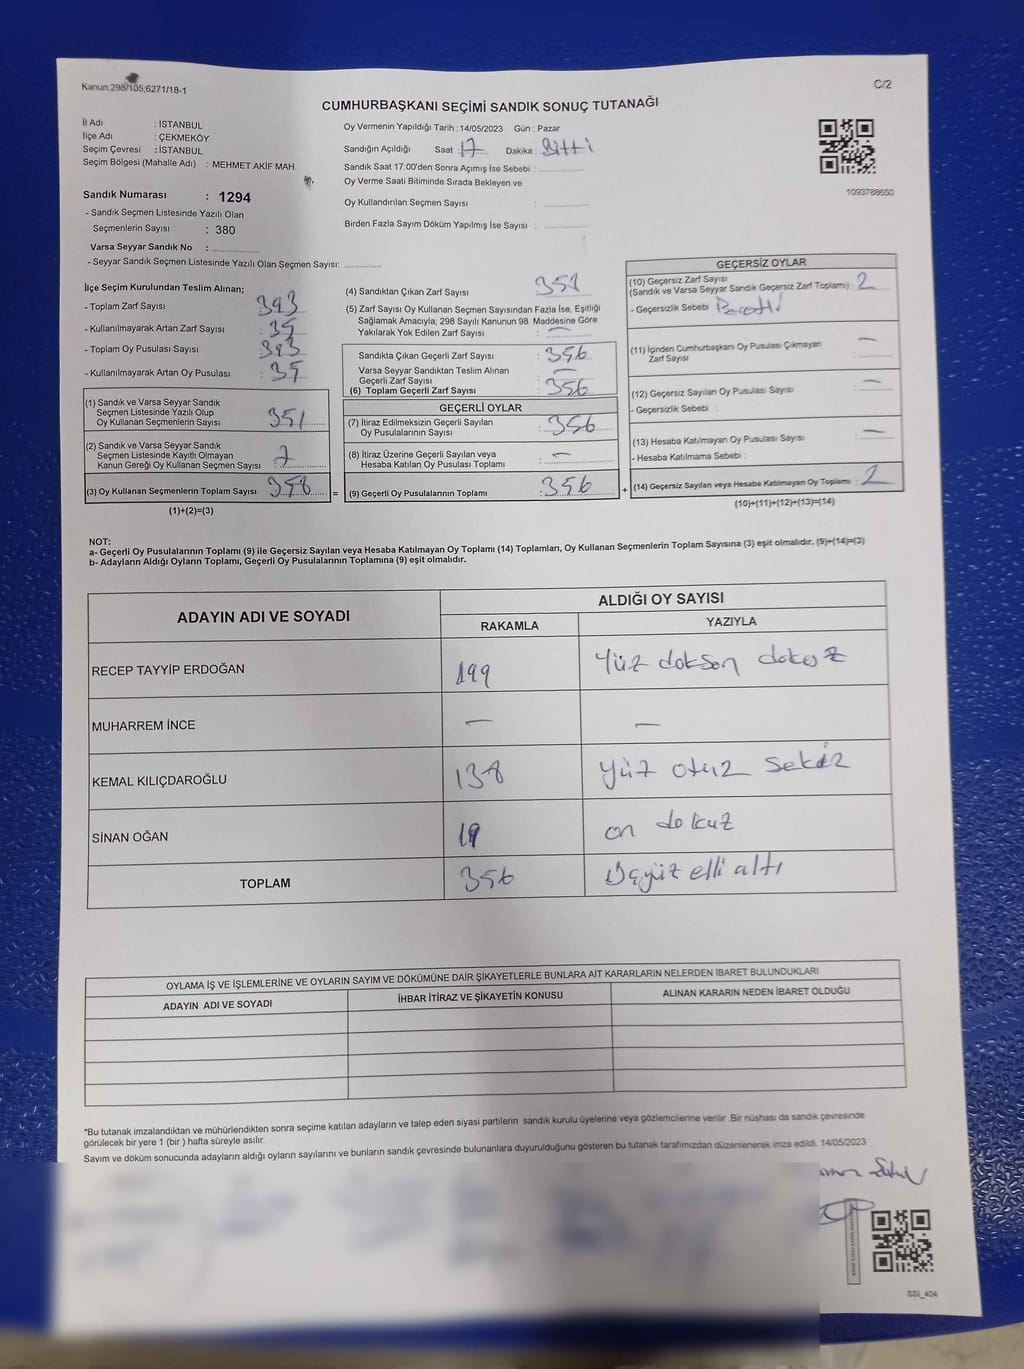 Kanun;298/105;6271/18-1
C/2
CUMHURBAŞKANI SEÇİMİ SANDIK SONUÇ TUTANAĞI
İl Adı : İSTANBUL
İlçe Adı : ÇEKMEKÖY
Seçim Çevresi : İSTANBUL
Seçim Bölgesi (Mahalle Adı) : MEHMET AKİF MAH.
Sandık Numarası : 1294
- Sandık Seçmen Listesinde Yazılı Olan
Seçmenlerin Sayısı : 380
Varsa Seyyar Sandık No :
- Seyyar Sandık Seçmen Listesinde Yazılı Olan Seçmen Sayısı:
Oy Vermenin Yapıldığı Tarih : 14/05/2023 Gün : Pazar
Sandığın Açıldığı Saat : 17 Dakika : Bitti
Sandık Saat 17:00'den Sonra Açımış İse Sebebi :
Oy Verme Saati Bitiminde Sırada Bekleyen ve
Oy Kullandırılan Seçmen Sayısı :
Birden Fazla Sayım Döküm Yapılmış İse Sayısı :
1093788650
İlçe Seçim Kurulundan Teslim Alınan;
- Toplam Zarf Sayısı : 393
- Kullanılmayarak Artan Zarf Sayısı : 35
- Toplam Oy Pusulası Sayısı : 393
- Kullanılmayarak Artan Oy Pusulası : 35
(1) Sandık ve Varsa Seyyar Sandık
Seçmen Listesinde Yazılı Olup
Oy Kullanan Seçmenlerin Sayısı : 351
(2) Sandık ve Varsa Seyyar Sandık
Seçmen Listesinde Kayıtlı Olmayan
Kanun Gereği Oy Kullanan Seçmen Sayısı : 7
(3) Oy Kullanan Seçmenlerin Toplam Sayısı : 358 =
(1)+(2)=(3)
(4) Sandıktan Çıkan Zarf Sayısı : 358
(5) Zarf Sayısı Oy Kullanan Seçmen Sayısından Fazla İse, Eşitliği
Sağlamak Amacıyla; 298 Sayılı Kanunun 98. Maddesine Göre
Yakılarak Yok Edilen Zarf Sayısı : —
Sandıkta Çıkan Geçerli Zarf Sayısı : 356
Varsa Seyyar Sandıktan Teslim Alınan
Geçerli Zarf Sayısı : —
(6) Toplam Geçerli Zarf Sayısı : 356
GEÇERLİ OYLAR
(7) İtiraz Edilmeksizin Geçerli Sayılan
Oy Pusulalarının Sayısı : 356
(8) İtiraz Üzerine Geçerli Sayılan veya
Hesaba Katılan Oy Pusulası Toplamı : —
(9) Geçerli Oy Pusulalarının Toplamı : 356 +
GEÇERSİZ OYLAR
(10) Geçersiz Zarf Sayısı
(Sandık ve Varsa Seyyar Sandık Geçersiz Zarf Toplamı) : 2
- Geçersizlik Sebebi :
(11) İçinden Cumhurbaşkanı Oy Pusulası Çıkmayan
Zarf Sayısı : —
(12) Geçersiz Sayılan Oy Pusulası Sayısı : —
- Geçersizlik Sebebi :
(13) Hesaba Katılmayan Oy Pusulası Sayısı : —
- Hesaba Katılmama Sebebi :
(14) Geçersiz Sayılan veya Hesaba Katılmayan Oy Toplamı : 2
(10)+(11)+(12)+(13)=(14)
NOT:
a- Geçerli Oy Pusulalarının Toplamı (9) ile Geçersiz Sayılan veya Hesaba Katılmayan Oy Toplamı (14) Toplamları, Oy Kullanan Seçmenlerin Toplam Sayısına (3) eşit olmalıdır. (9)+(14)=(3)
b- Adayların Aldığı Oyların Toplamı, Geçerli Oy Pusulalarının Toplamına (9) eşit olmalıdır.
ADAYIN ADI VE SOYADI
ALDIĞI OY SAYISI
RAKAMLA YAZIYLA
RECEP TAYYİP ERDOĞAN 199 Yüz doksan dokuz
MUHARREM İNCE — —
KEMAL KILIÇDAROĞLU 138 yüz otuz sekiz
SİNAN OĞAN 19 on dokuz
TOPLAM 356 Üçyüz elli altı
OYLAMA İŞ VE İŞLEMLERİNE VE OYLARIN SAYIM VE DÖKÜMÜNE DAİR ŞİKAYETLERLE BUNLARA AİT KARARLARIN NELERDEN İBARET BULUNDUKLARI
ADAYIN ADI VE SOYADI İHBAR İTİRAZ VE ŞİKAYETİN KONUSU ALINAN KARARIN NEDEN İBARET OLDUĞU
*Bu tutanak imzalandıktan ve mühürlendikten sonra seçime katılan adayların ve talep eden siyasi partilerin sandık kurulu üyelerine veya gözlemcilerine verilir. Bir nüshası da sandık çevresinde
görülecek bir yere 1 (bir ) hafta süreyle asılır.
Sayım ve döküm sonucunda adayların aldığı oyların sayılarını ve bunların sandık çevresinde bulunanlara duyurulduğunu gösteren bu tutanak tarafımızdan düzenlenerek imza edildi. 14/05/2023
SSI_404